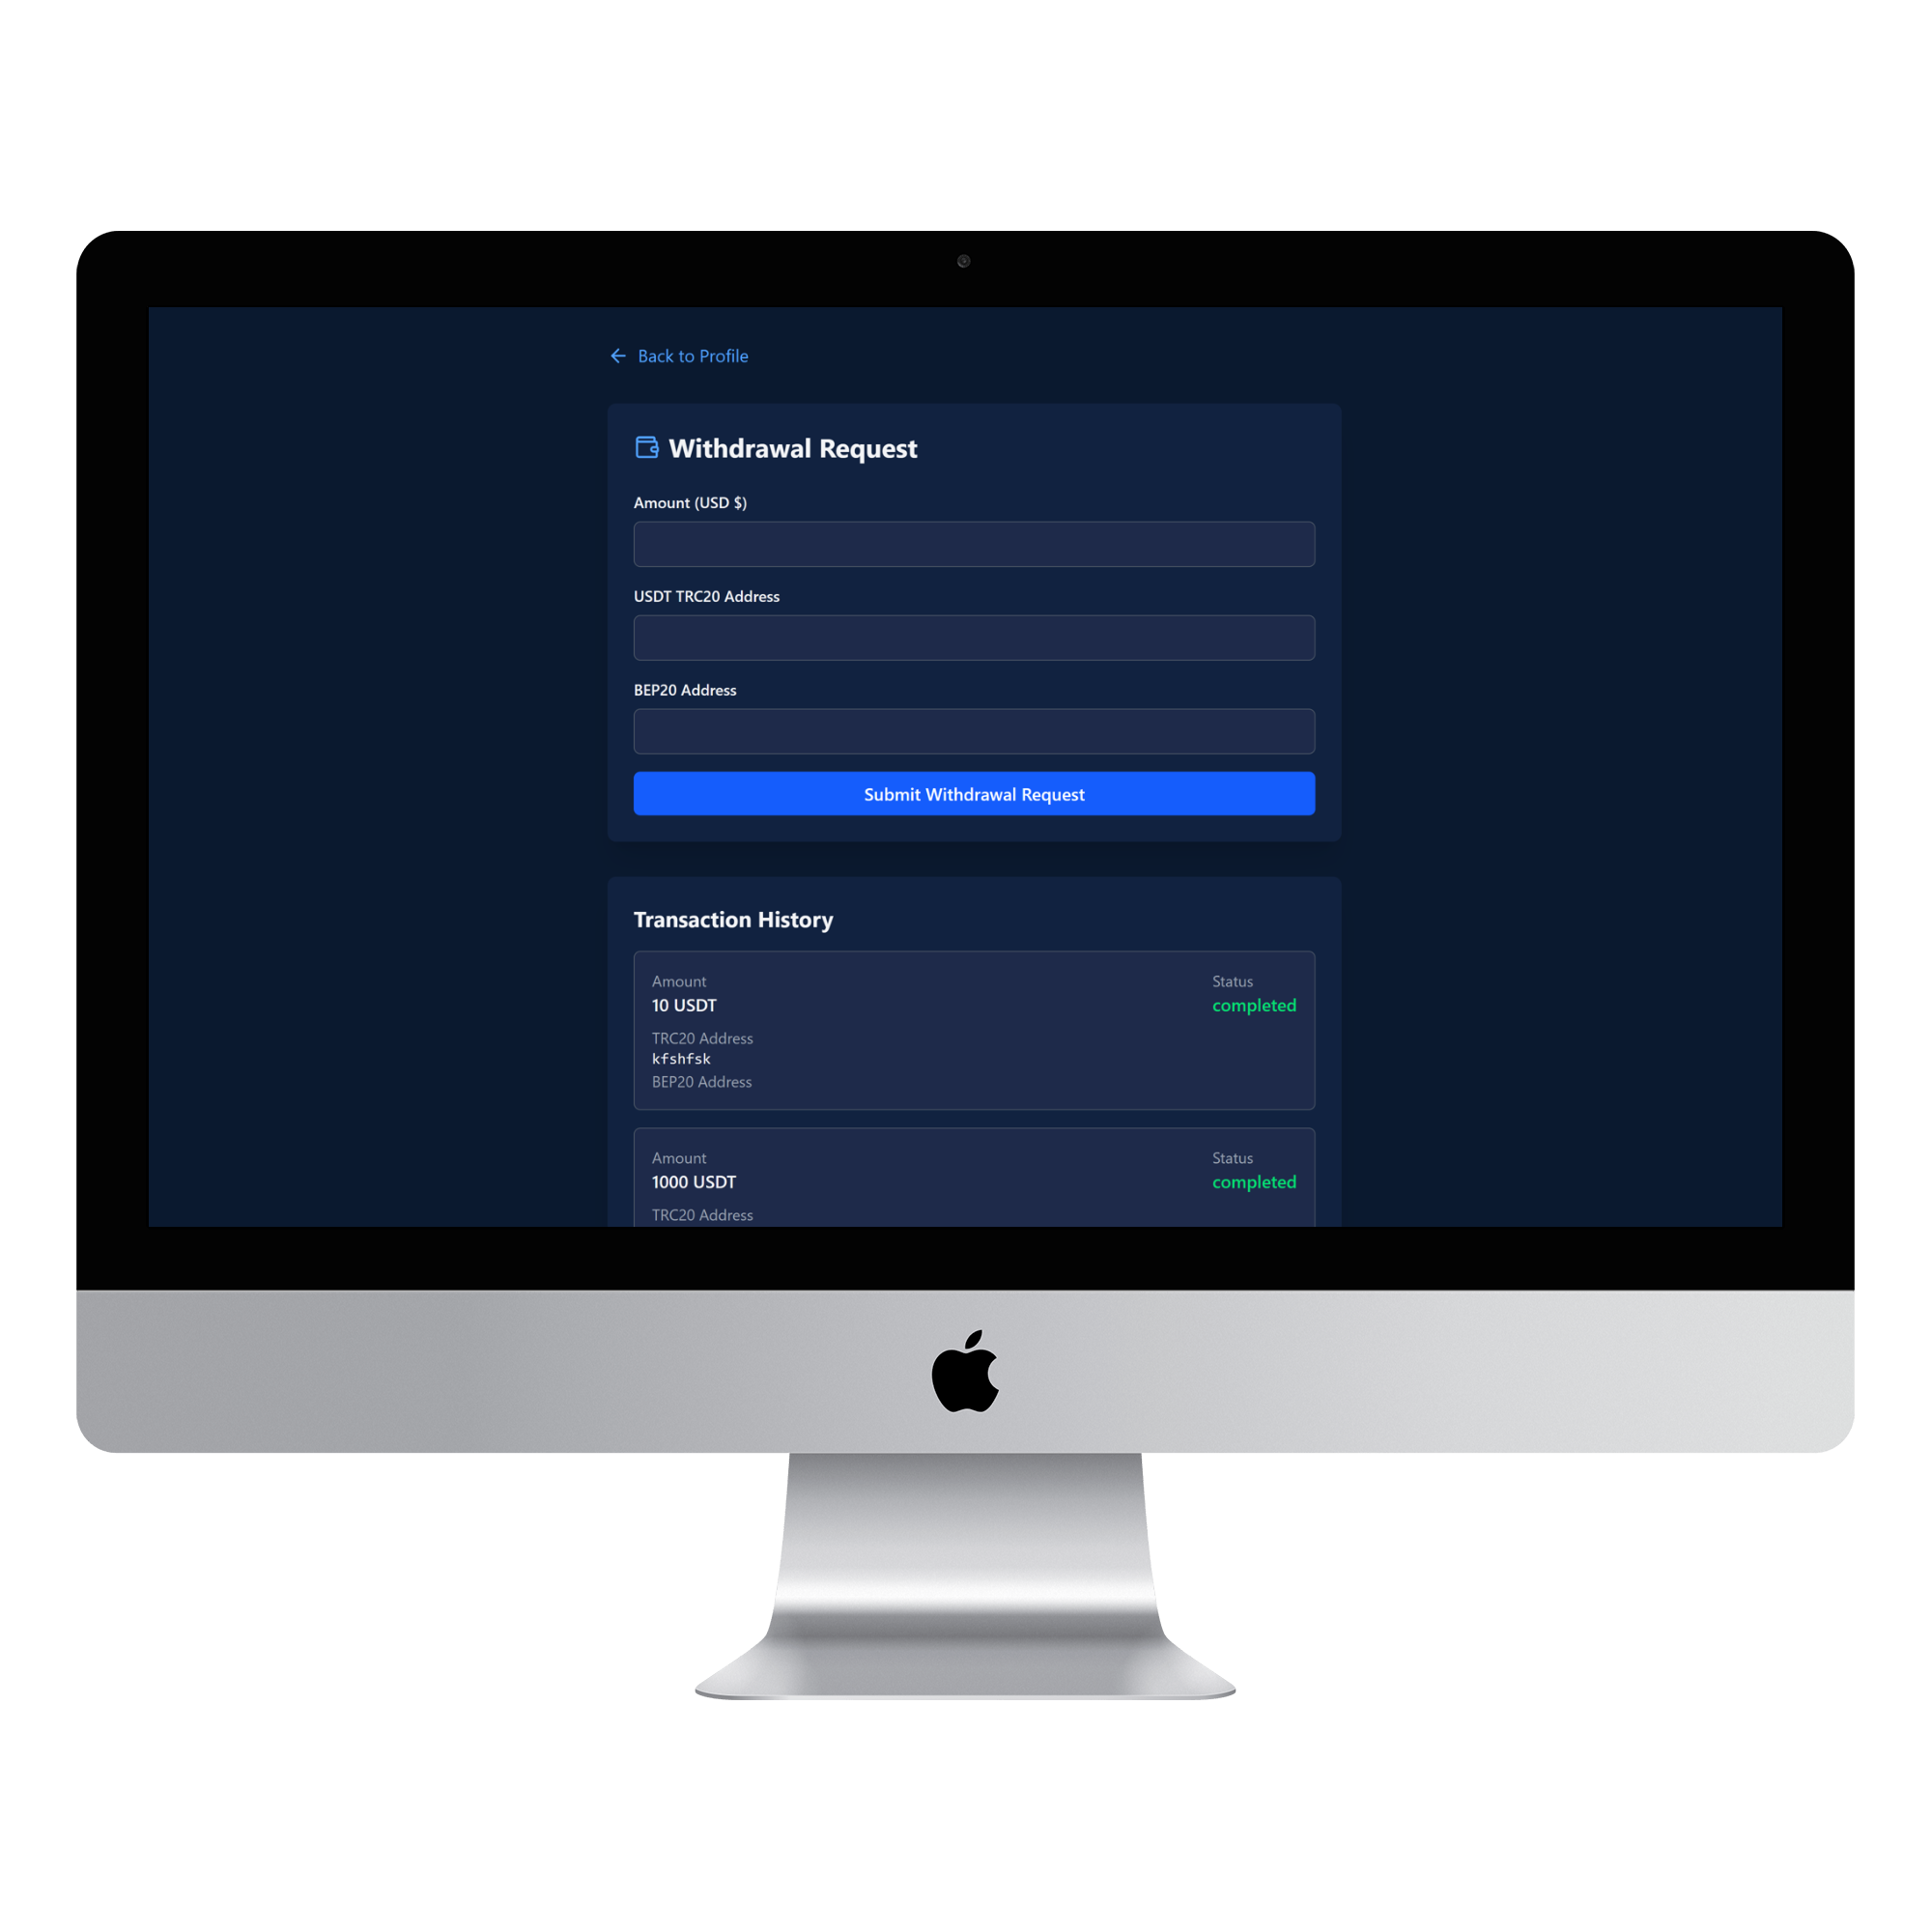 Back to Profile
Withdrawal Request
Amount (USD $)
USDT TRC20 Address
BEP20 Address
Submit Withdrawal Request
Transaction History
Amount
Status
10 USDT
completed
TRC20 Address
kfshfsk
BEP20 Address
Amount
Status
1000 USDT
completed
TRC20 Address